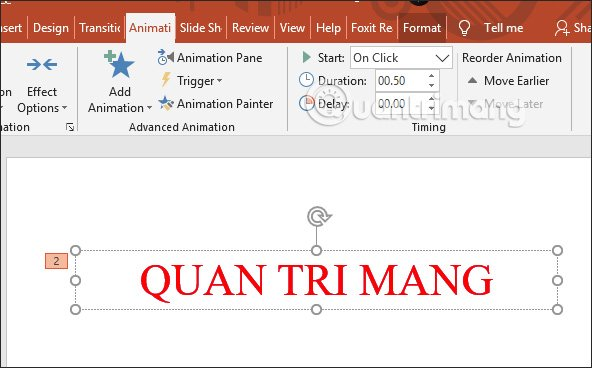 nsert Design Transitic Animati Slide Sh Review View Help Foxit Re Format Tell me Sha
on Effect Options Add Animation Animation Pane Start: On Click Reorder Animation
Trigger Duration: 00.50 Move Earlier
Animation Painter Delay: 00.00 Move Later
Advanced Animation Timing
Quantrimang
2
QUAN TRI MANG